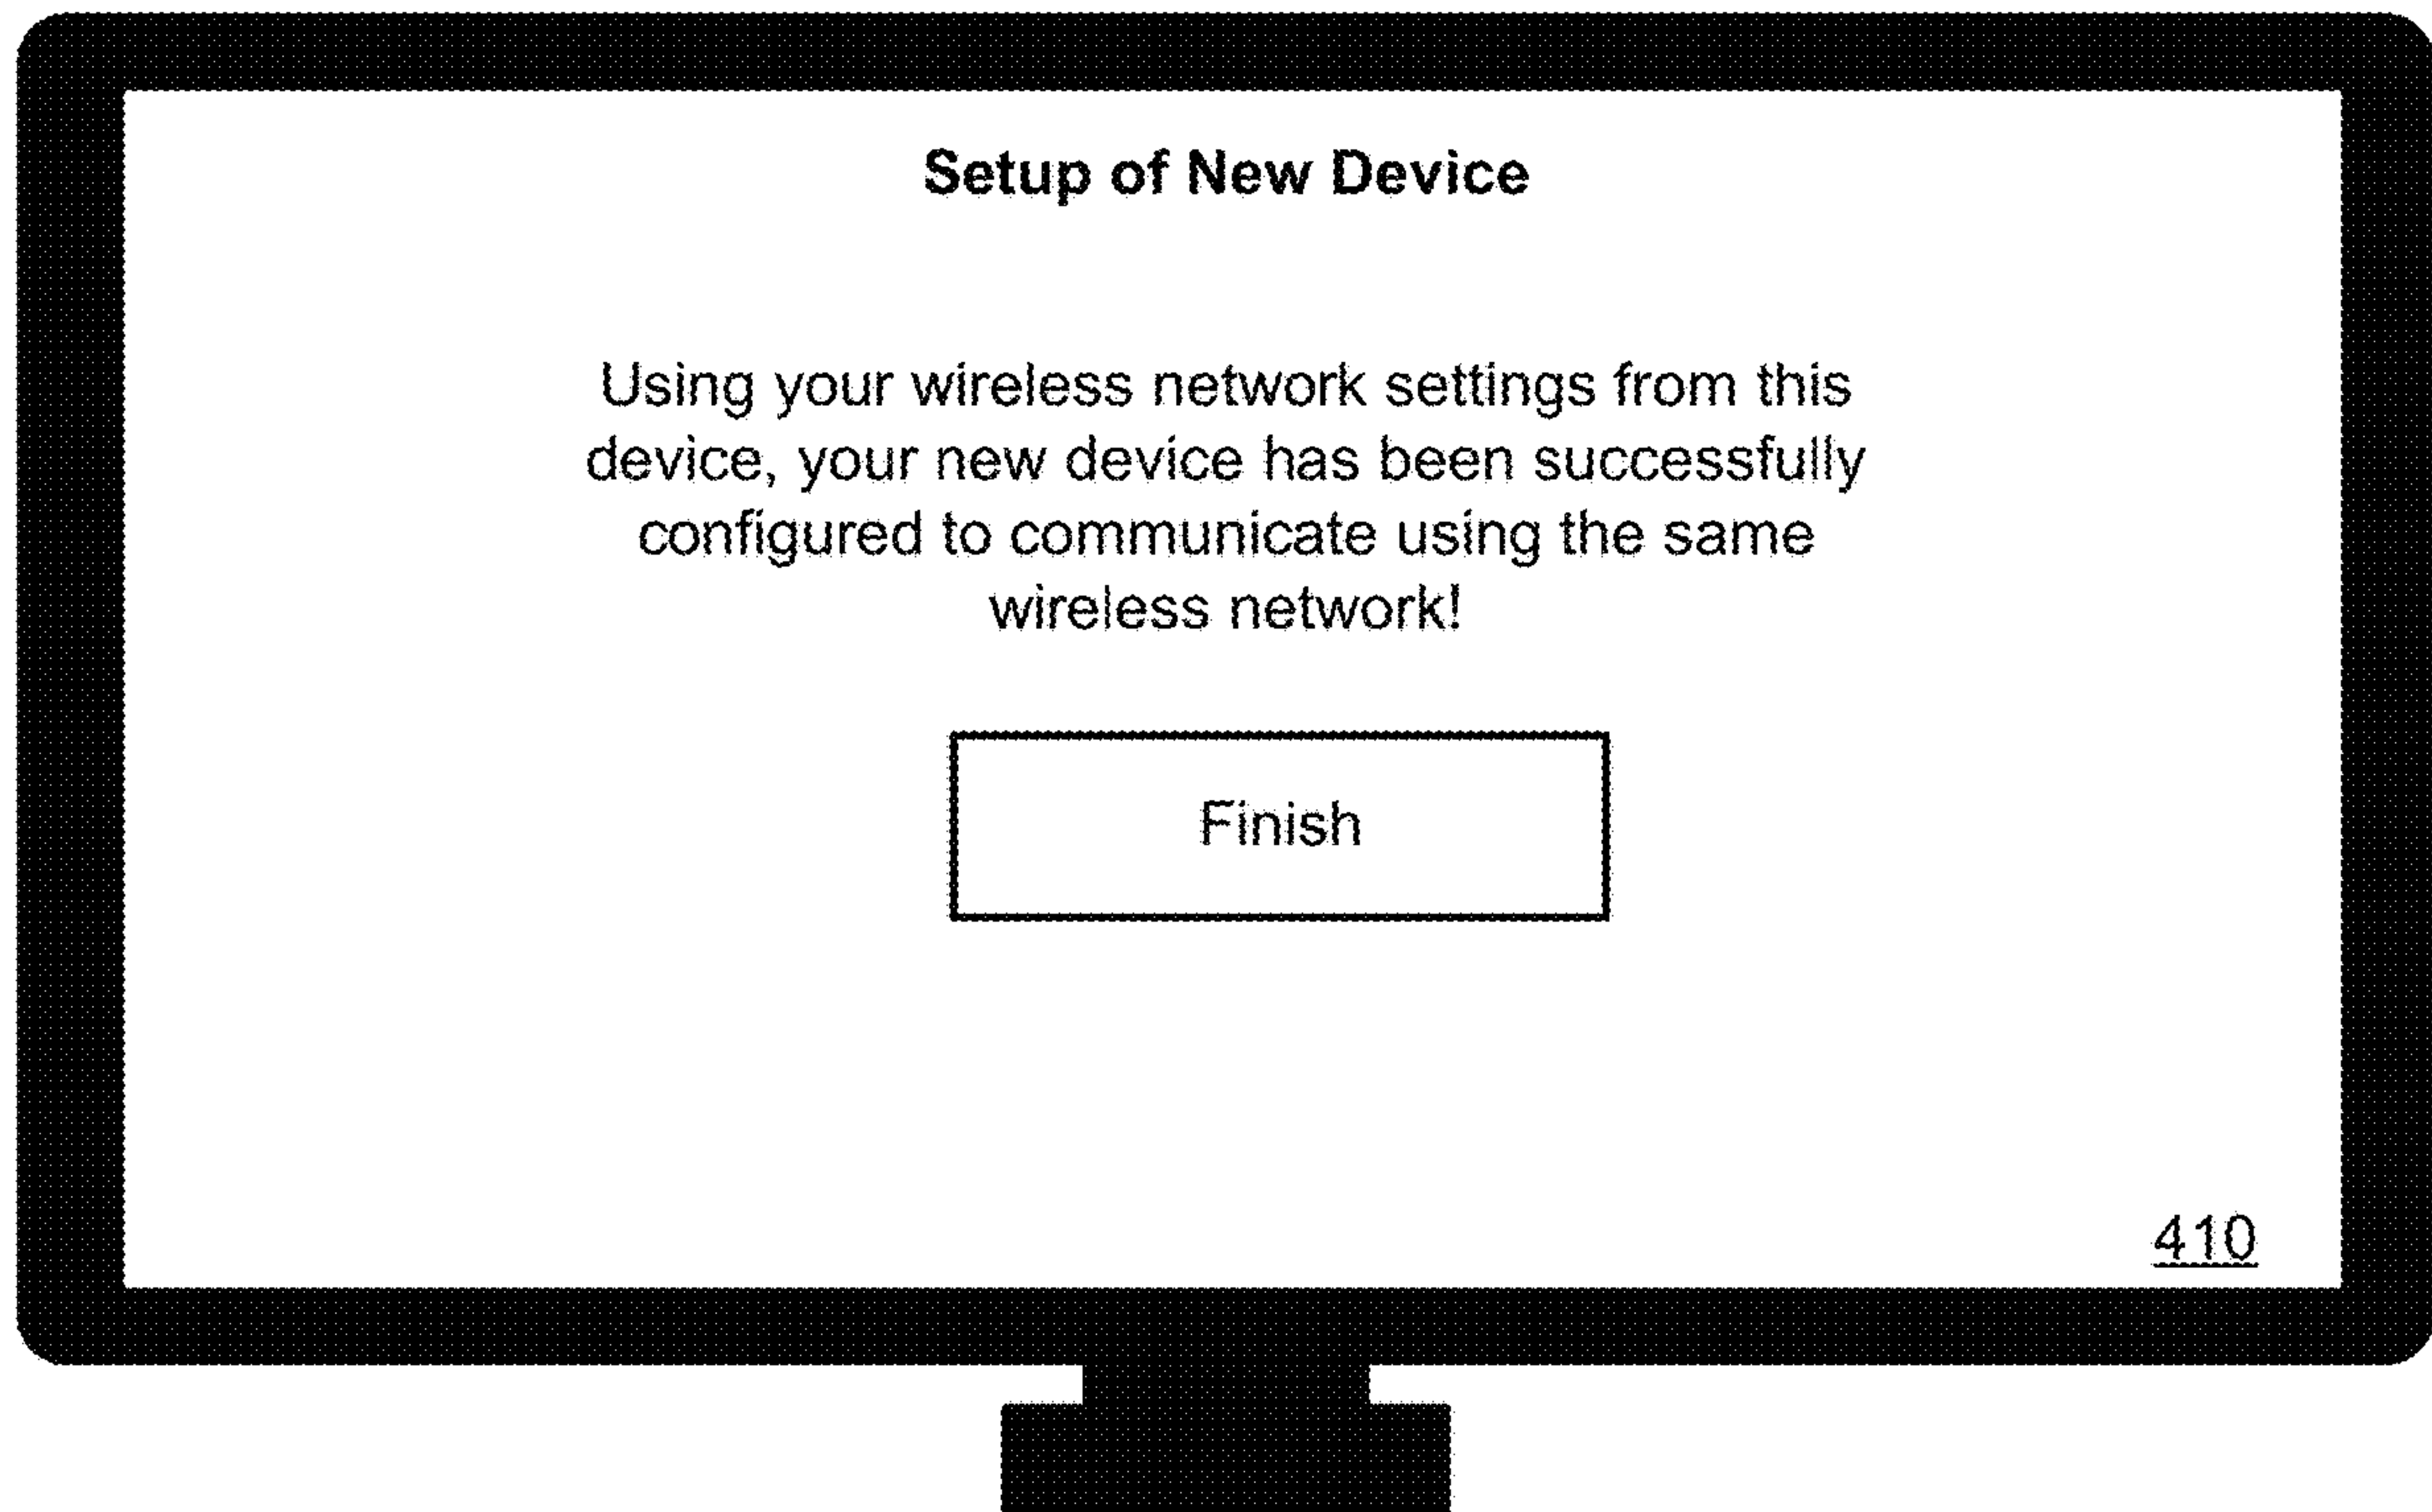 Setup of New Device
Using your wireless network settings from this
device, your new device has been successfully
configured to communicate using the same
wireless network!
Finish
410